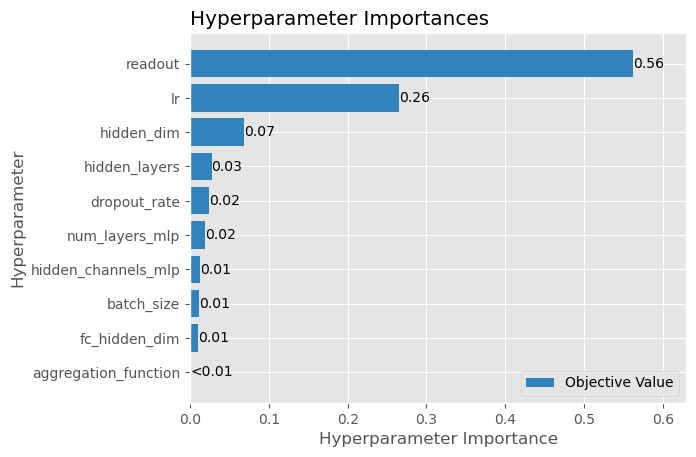 Hyperparameter Importances
Hyperparameter
readout
0.56
lr
0.26
hidden_dim
0.07
hidden_layers
0.03
dropout_rate
0.02
num_layers_mlp
0.02
hidden_channels_mlp
0.01
batch_size
0.01
fc_hidden_dim
0.01
aggregation_function
<0.01
Objective Value
0.0 0.1 0.2 0.3 0.4 0.5 0.6
Hyperparameter Importance